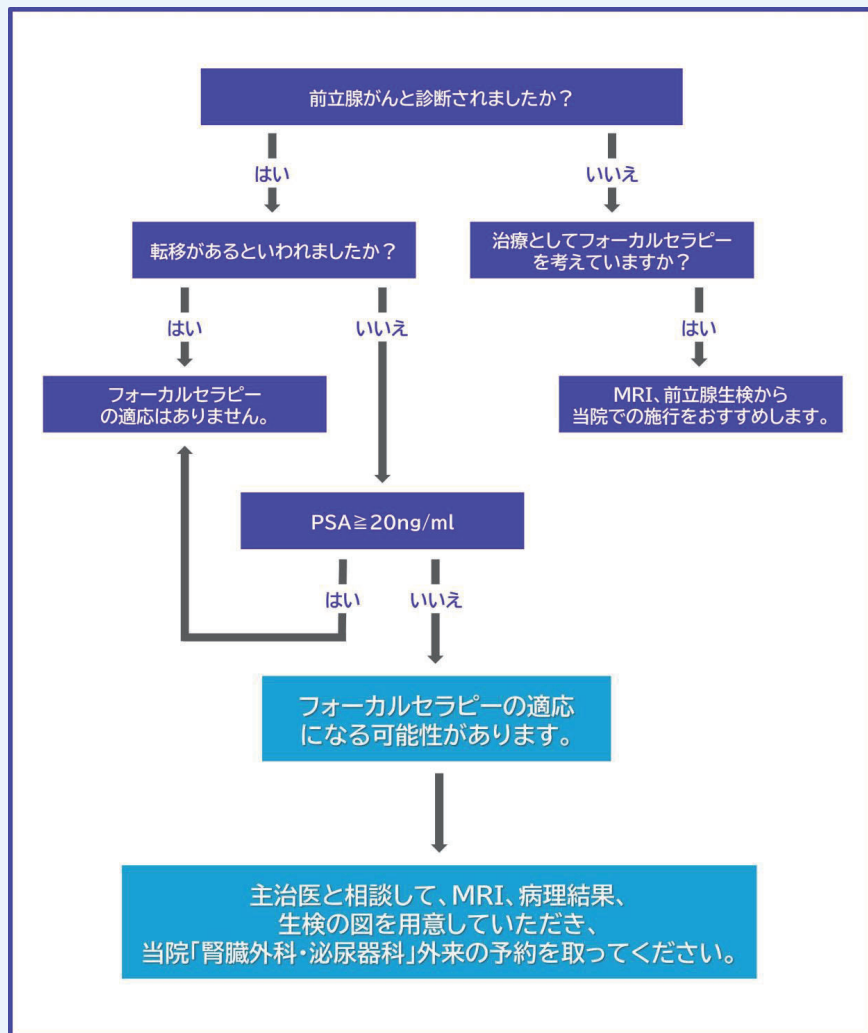 前立腺がんと診断されましたか？
はい
いいえ
転移があるといわれましたか？
治療としてフォーカルセラピー
を考えていますか？
はい
いいえ
はい
フォーカルセラピー
の適応はありません。
MRI、前立腺生検から
当院での施行をおすすめします。
PSA≧20ng/ml
はい
いいえ
フォーカルセラピーの適応
になる可能性があります。
主治医と相談して、MRI、病理結果、
生検の図を用意していただき、
当院「腎臓外科・泌尿器科」外来の予約を取ってください。